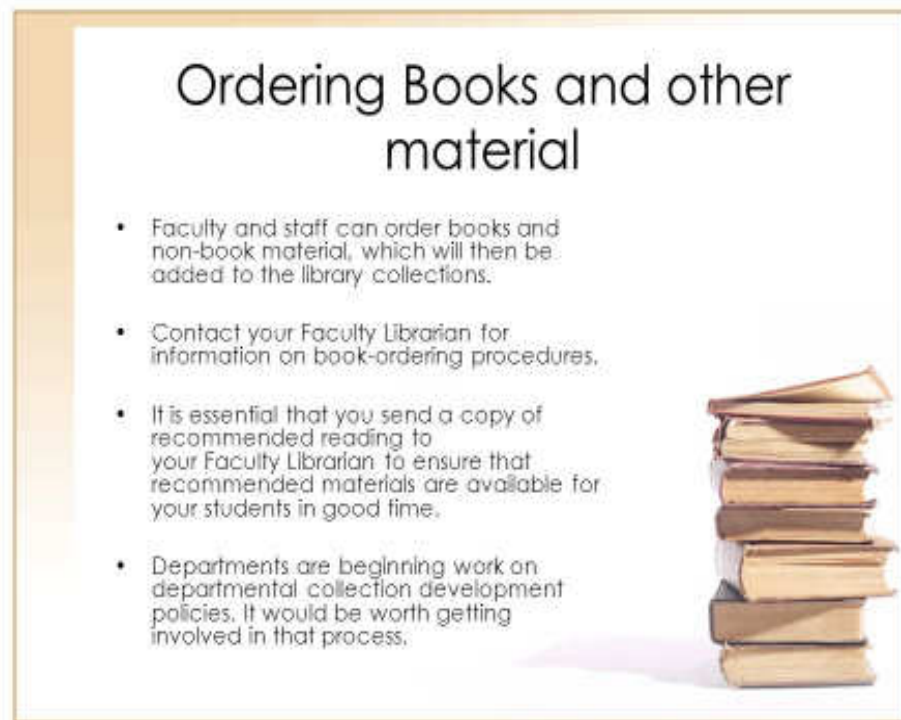 Ordering Books and other
material
• Faculty and staff can order books and
non-book material, which will then be
added to the library collections.
• Contact your Faculty Librarian for
information on book-ordering procedures.
• It is essential that you send a copy of
recommended reading to
your Faculty Librarian to ensure that
recommended materials are available for
your students in good time.
• Departments are beginning work on
departmental collection development
policies. It would be worth getting
involved in that process.